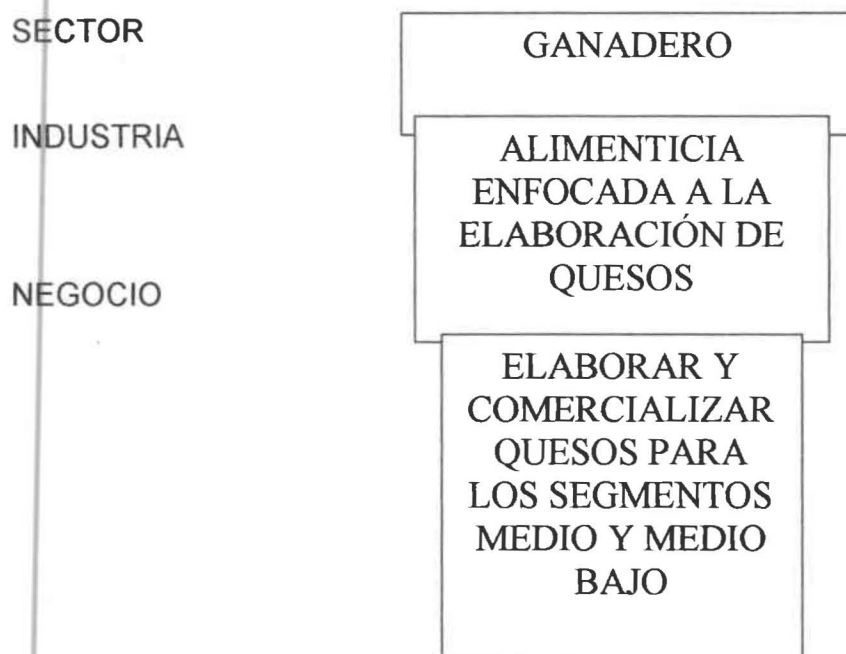 SECTOR
GANADERO
INDUSTRIA
ALIMENTICIA
ENFOCADA A LA
ELABORACIÓN DE
QUESOS
NEGOCIO
ELABORAR Y
COMERCIALIZAR
QUESOS PARA
LOS SEGMENTOS
MEDIO Y MEDIO
BAJO